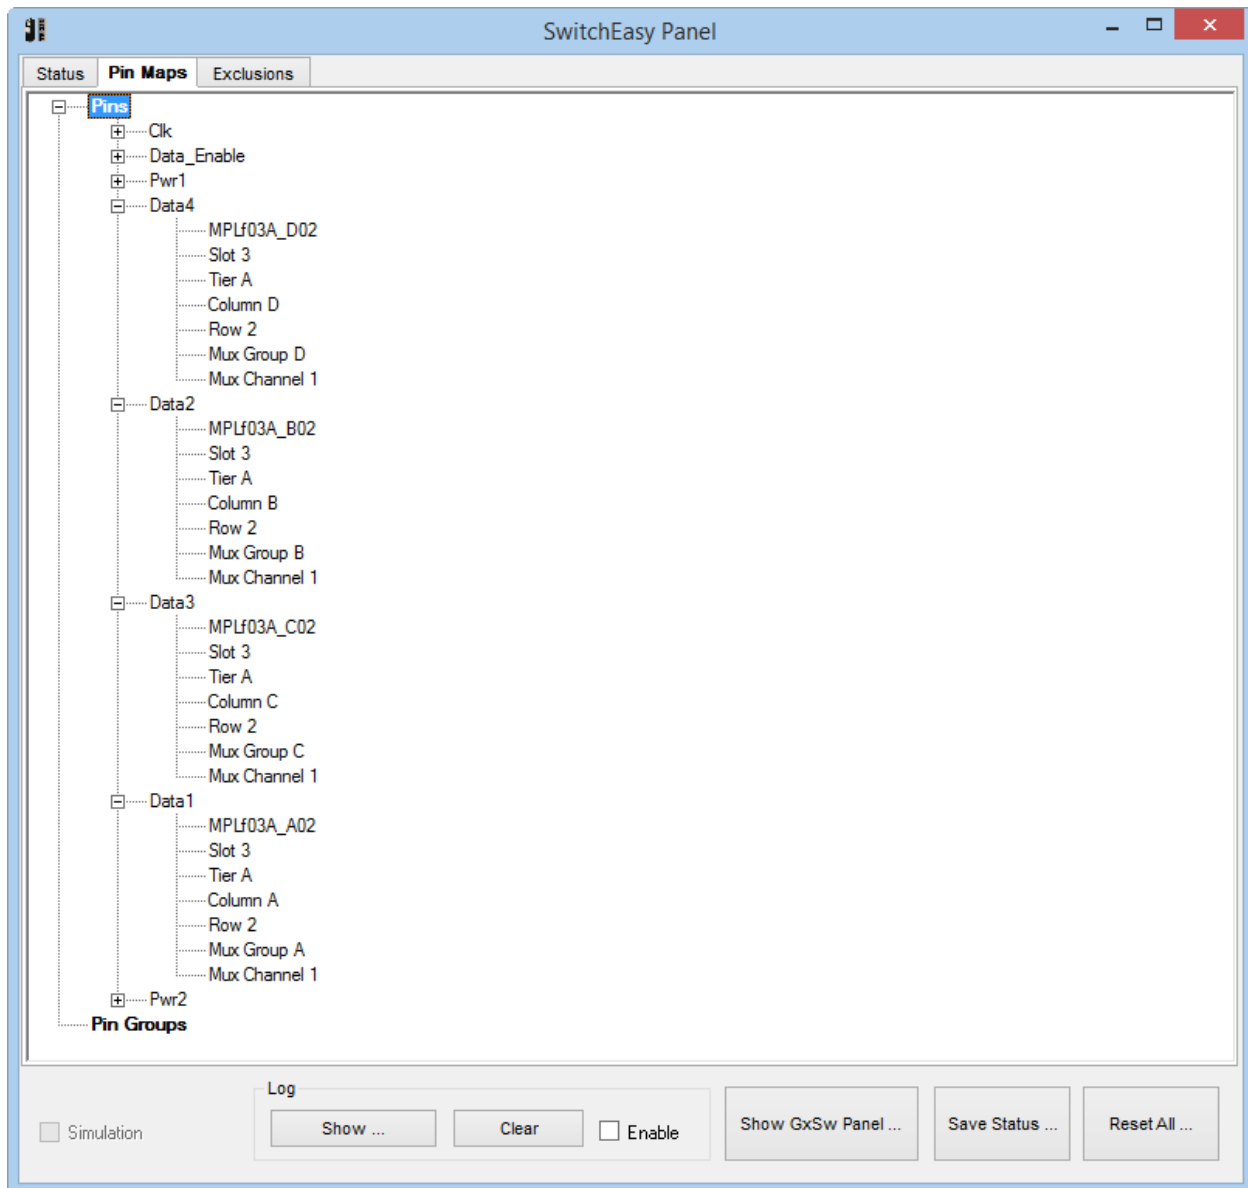 SwitchEasy Panel
Status Pin Maps Exclusions
Pins
Clk
Data_Enable
Pwr1
Data4
MPLf03A_D02
Slot 3
Tier A
Column D
Row 2
Mux Group D
Mux Channel 1
Data2
MPLf03A_B02
Slot 3
Tier A
Column B
Row 2
Mux Group B
Mux Channel 1
Data3
MPLf03A_C02
Slot 3
Tier A
Column C
Row 2
Mux Group C
Mux Channel 1
Data1
MPLf03A_A02
Slot 3
Tier A
Column A
Row 2
Mux Group A
Mux Channel 1
Pwr2
Pin Groups
Log
Simulation Show ... Clear Enable Show GxSw Panel ... Save Status ... Reset All ...